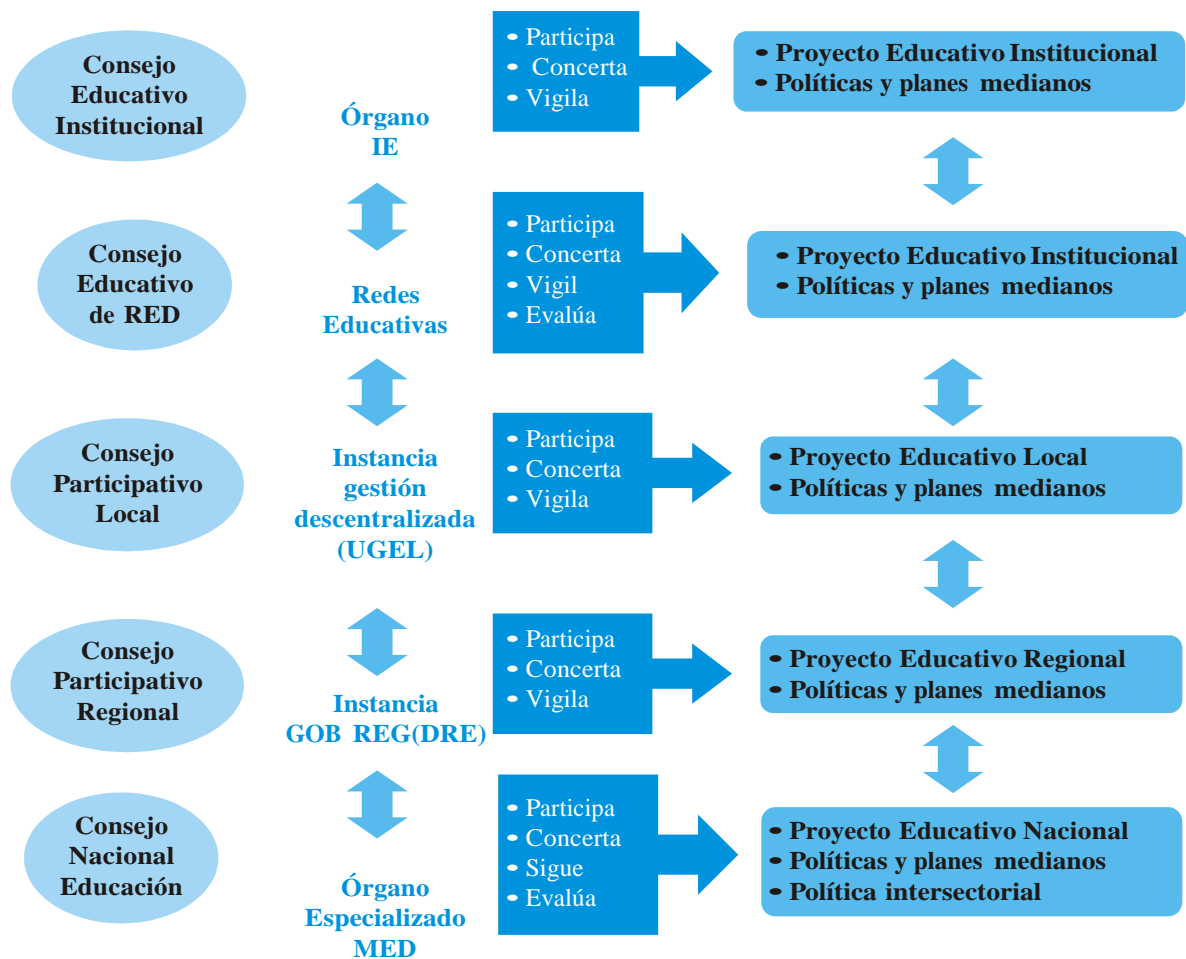 Consejo
Educativo
Institucional
Órgano
IE
• Participa
• Concerta
• Vigila
• Proyecto Educativo Institucional
• Políticas y planes medianos
Consejo
Educativo
de RED
Redes
Educativas
• Participa
• Concerta
• Vigil
• Evalúa
• Proyecto Educativo Institucional
• Políticas y planes medianos
Consejo
Participativo
Local
Instancia
gestión
descentralizada
(UGEL)
• Participa
• Concerta
• Vigila
• Proyecto Educativo Local
• Políticas y planes medianos
Consejo
Participativo
Regional
Instancia
GOB REG(DRE)
• Participa
• Concerta
• Vigila
• Proyecto Educativo Regional
• Políticas y planes medianos
Consejo
Nacional
Educación
Órgano
Especializado
MED
• Participa
• Concerta
• Sigue
• Evalúa
• Proyecto Educativo Nacional
• Políticas y planes medianos
• Política intersectorial